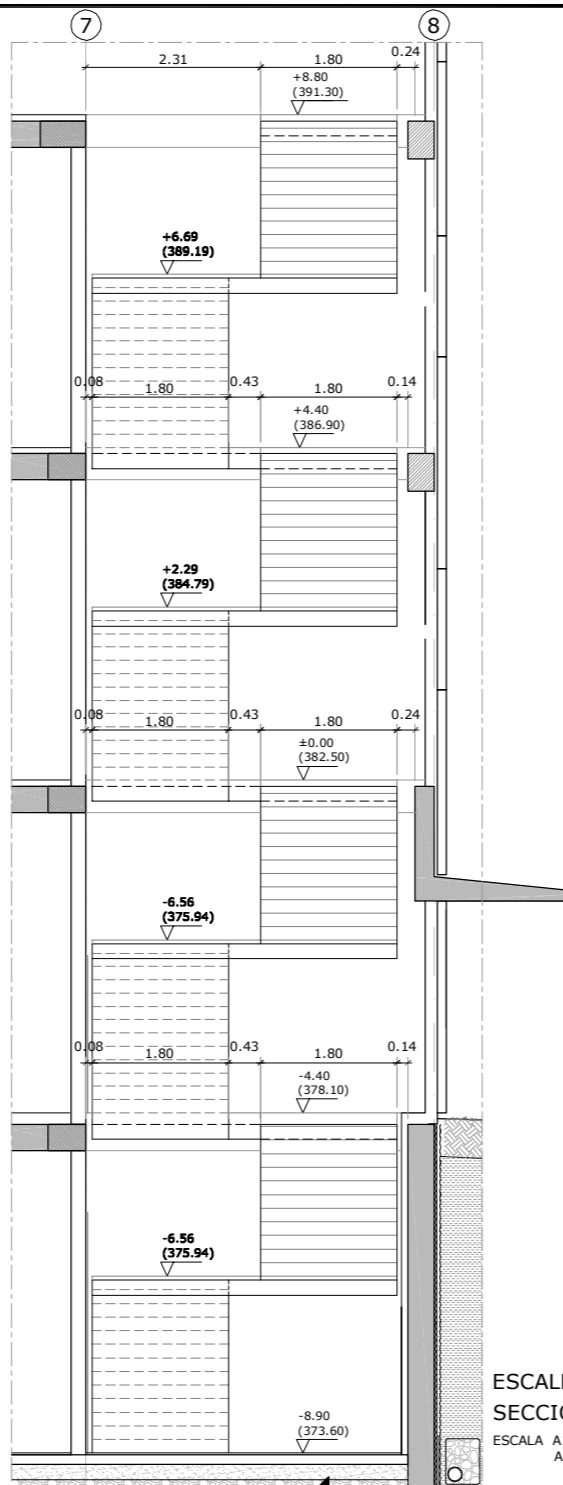 7 8
2.31 1.80 0.24
+8.80
(391.30)
+6.69
(389.19)
0.08 1.80 0.43 1.80 0.14
+4.40
(386.90)
+2.29
(384.79)
0.08 1.80 0.43 1.80 0.24
±0.00
(382.50)
-6.56
(375.94)
0.08 1.80 0.43 1.80 0.14
-4.40
(378.10)
-6.56
(375.94)
-8.90
(373.60)
ESCAL
SECCIO
ESCALA A
A